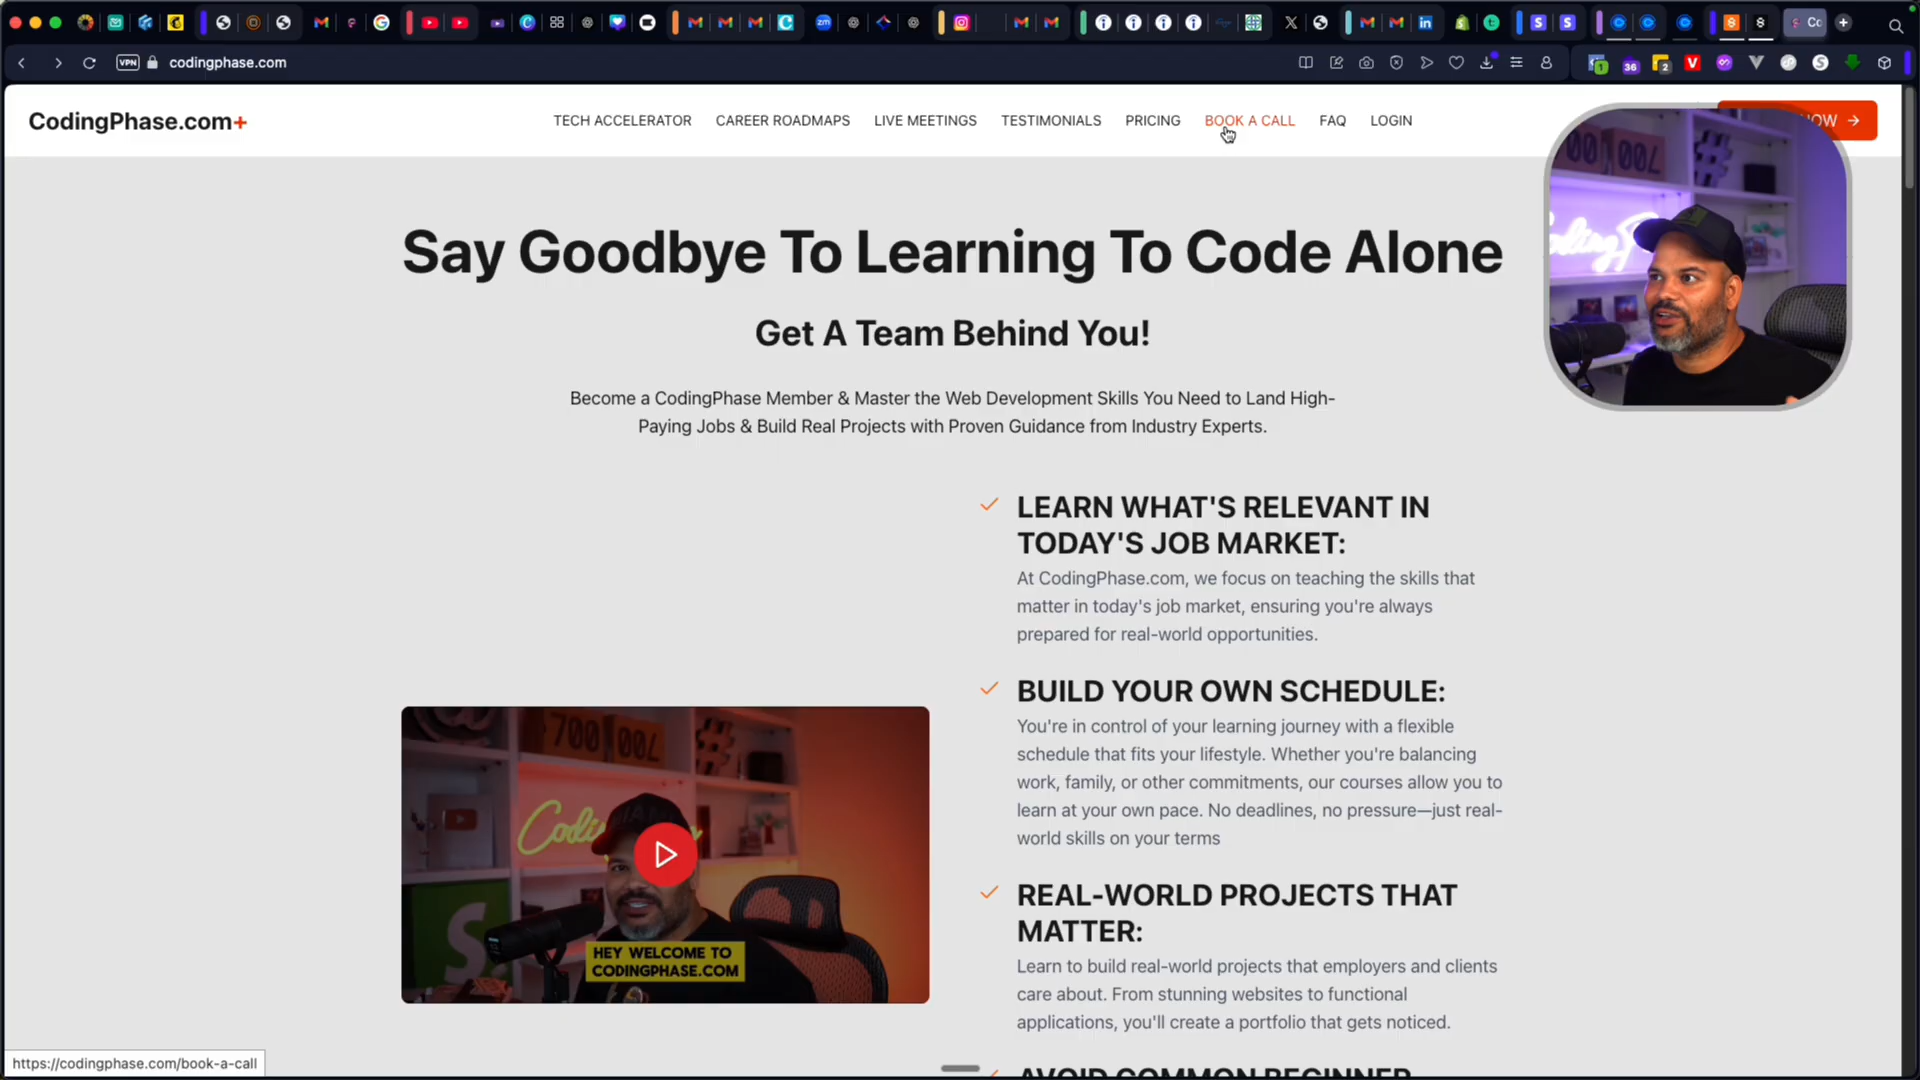 codingphase.com
VPN
1
36
2
CodingPhase.com+
TECH ACCELERATOR
CAREER ROADMAPS
LIVE MEETINGS
TESTIMONIALS
PRICING
BOOK A CALL
FAQ
LOGIN
NOW →
Say Goodbye To Learning To Code Alone
Get A Team Behind You!
Become a CodingPhase Member & Master the Web Development Skills You Need to Land High-
Paying Jobs & Build Real Projects with Proven Guidance from Industry Experts.
LEARN WHAT'S RELEVANT IN
TODAY'S JOB MARKET:
At CodingPhase.com, we focus on teaching the skills that
matter in today's job market, ensuring you're always
prepared for real-world opportunities.
BUILD YOUR OWN SCHEDULE:
You're in control of your learning journey with a flexible
schedule that fits your lifestyle. Whether you're balancing
work, family, or other commitments, our courses allow you to
learn at your own pace. No deadlines, no pressure—just real-
world skills on your terms
REAL-WORLD PROJECTS THAT
MATTER:
Learn to build real-world projects that employers and clients
care about. From stunning websites to functional
applications, you'll create a portfolio that gets noticed.
AVOID COMMON BEGINNER
HEY WELCOME TO
CODINGPHASE.COM
https://codingphase.com/book-a-call